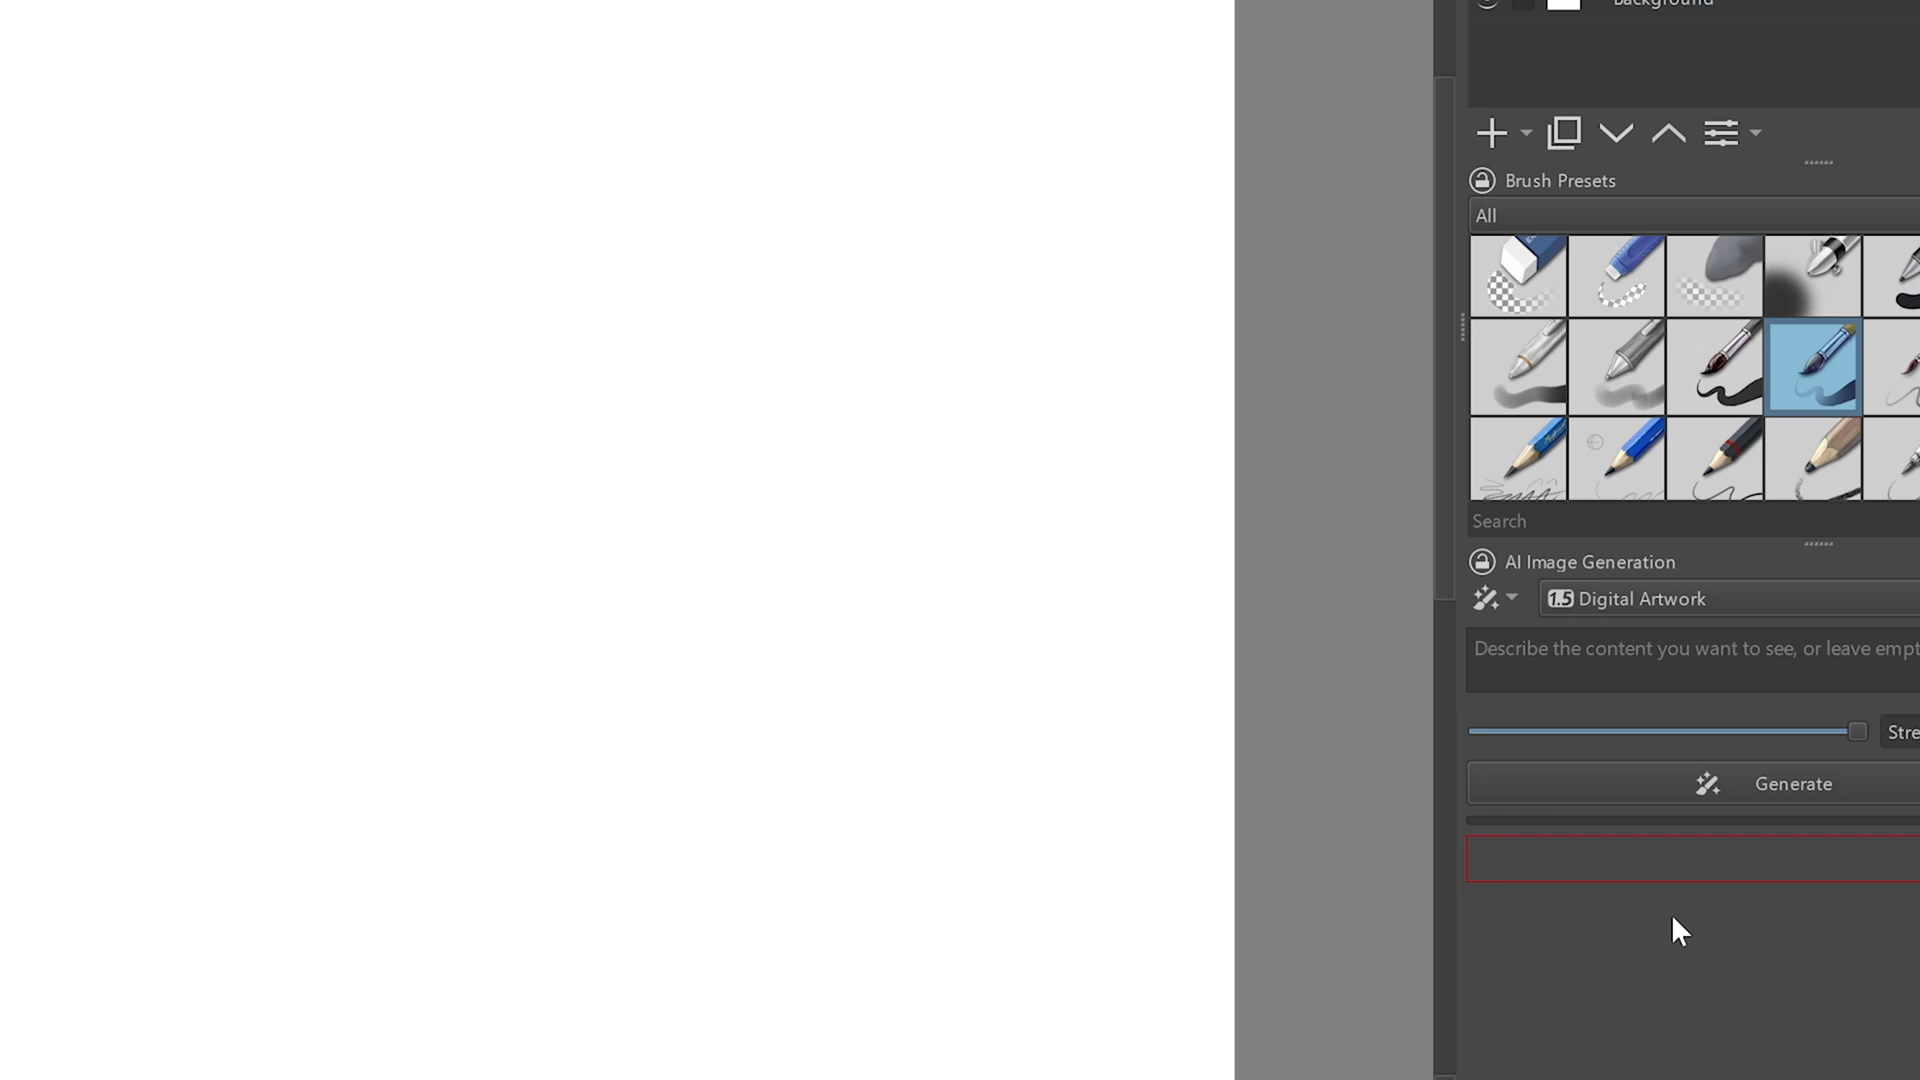 Background
Brush Presets
All
Search
AI Image Generation
1.5 Digital Artwork
Describe the content you want to see, or leave empt
Stre
Generate